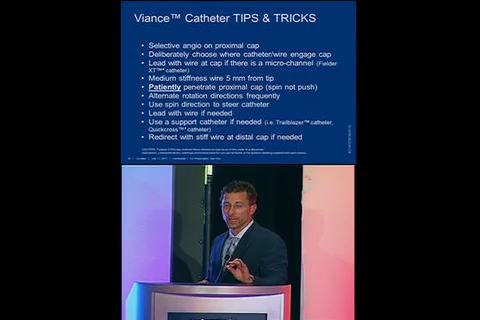 Viance™ Catheter TIPS & TRICKS
• Selective angio on proximal cap
• Deliberately choose where catheter/wire engage cap
• Lead with wire at cap if there is a micro-channel (Fielder
XT™* catheter)
• Medium stiffness wire 5 mm from tip
• Patiently penetrate proximal cap (spin not push)
• Alternate rotation directions frequently
• Use spin direction to steer catheter
• Lead with wire if needed
• Use a support catheter if needed (i.e. Trailblazer™ catheter,
Quickcross™* catheter)
• Redirect with stiff wire at distal cap if needed